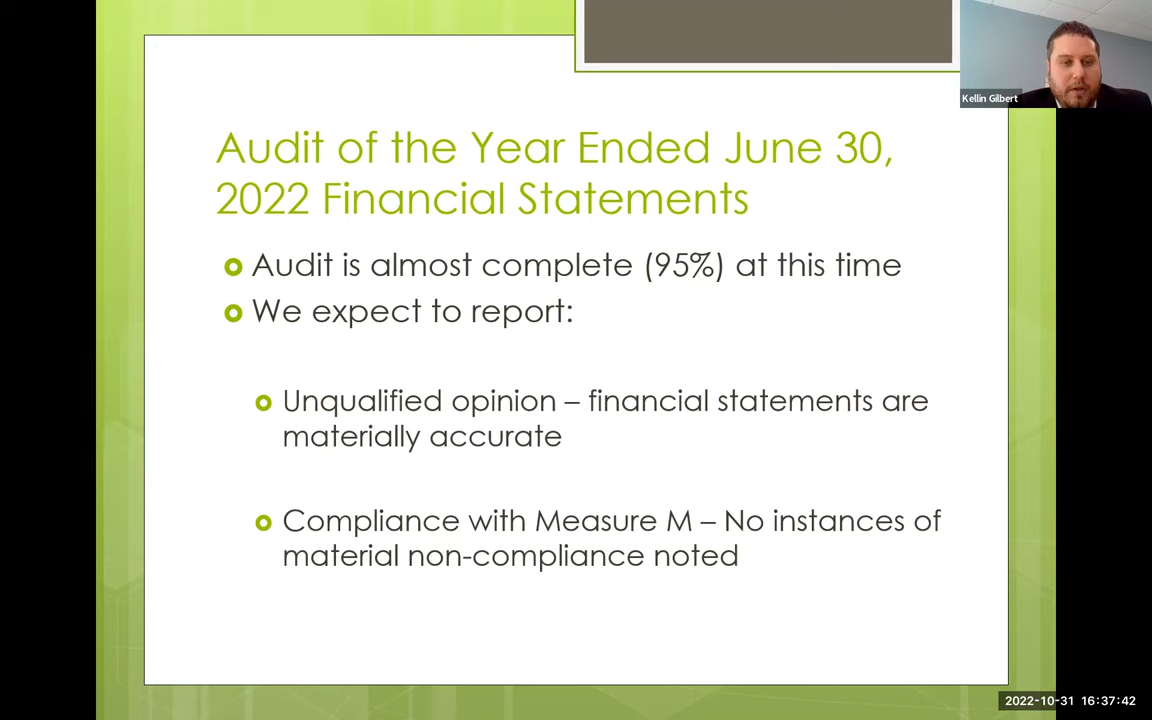 Kellin Gilbert
Audit of the Year Ended June 30,
2022 Financial Statements
Audit is almost complete (95%) at this time
We expect to report:
Unqualified opinion – financial statements are
materially accurate
Compliance with Measure M – No instances of
material non-compliance noted
2022-10-31 16:37:42